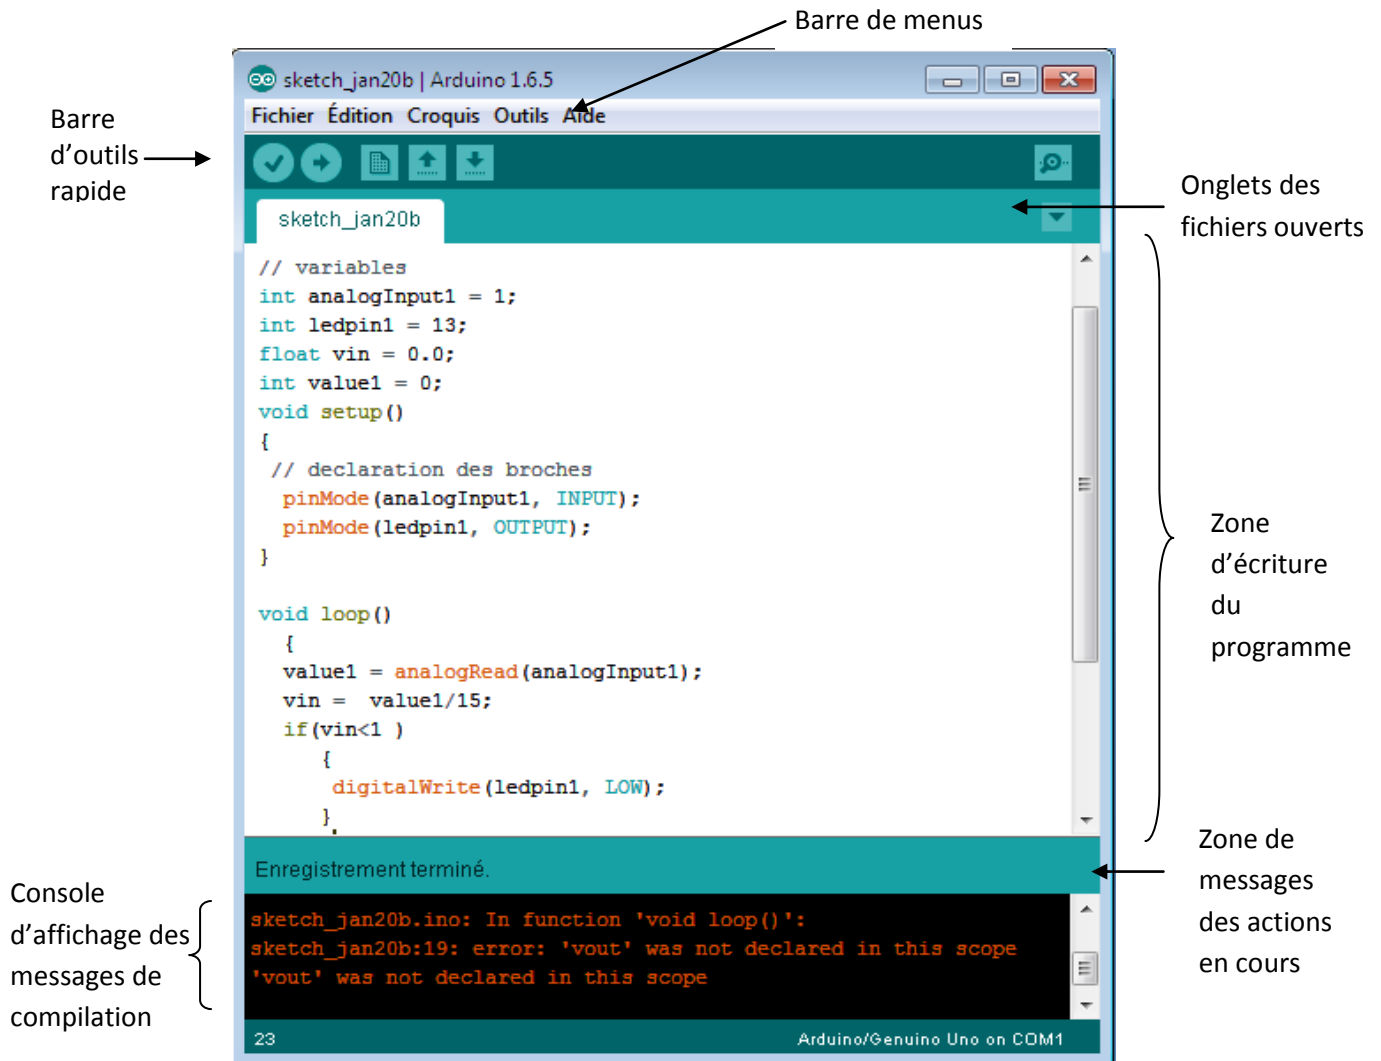 Barre de menus
sketch_jan20b | Arduino 1.6.5
Fichier Édition Croquis Outils Aide
Barre
d’outils
rapide
Onglets des
fichiers ouverts
sketch_jan20b
// variables
int analogInput1 = 1;
int ledpin1 = 13;
float vin = 0.0;
int value1 = 0;
void setup()
{
// declaration des broches
pinMode(analogInput1, INPUT);
pinMode(ledpin1, OUTPUT);
}
void loop()
{
value1 = analogRead(analogInput1);
vin =  value1/15;
if(vin<1 )
{
digitalWrite(ledpin1, LOW);
}
Zone
d’écriture
du
programme
Enregistrement terminé.
Zone de
messages
des actions
en cours
Console
d’affichage des
messages de
compilation
sketch_jan20b.ino: In function 'void loop()':
sketch_jan20b:19: error: 'vout' was not declared in this scope
'vout' was not declared in this scope
23
Arduino/Genuino Uno on COM1